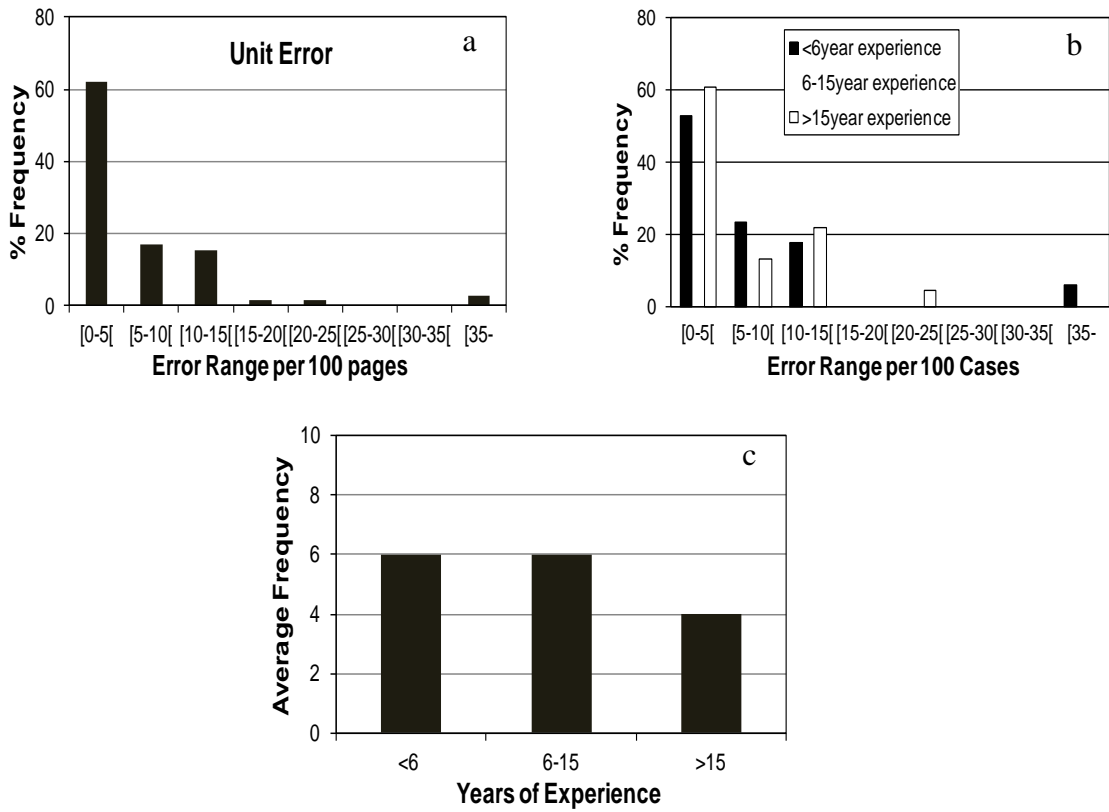 80
60
40
20
0
% Frequency
Unit Error
a
[0-5[ [5-10[ [10-15[ [15-20[ [20-25[ [25-30[ [30-35[ [35-
Error Range per 100 pages
80
60
40
20
0
% Frequency
b
<6year experience
6-15year experience
>15year experience
[0-5[ [5-10[ [10-15[ [15-20[ [20-25[ [25-30[ [30-35[ [35-
Error Range per 100 Cases
10
8
6
4
2
0
Average Frequency
c
<6 6-15 >15
Years of Experience